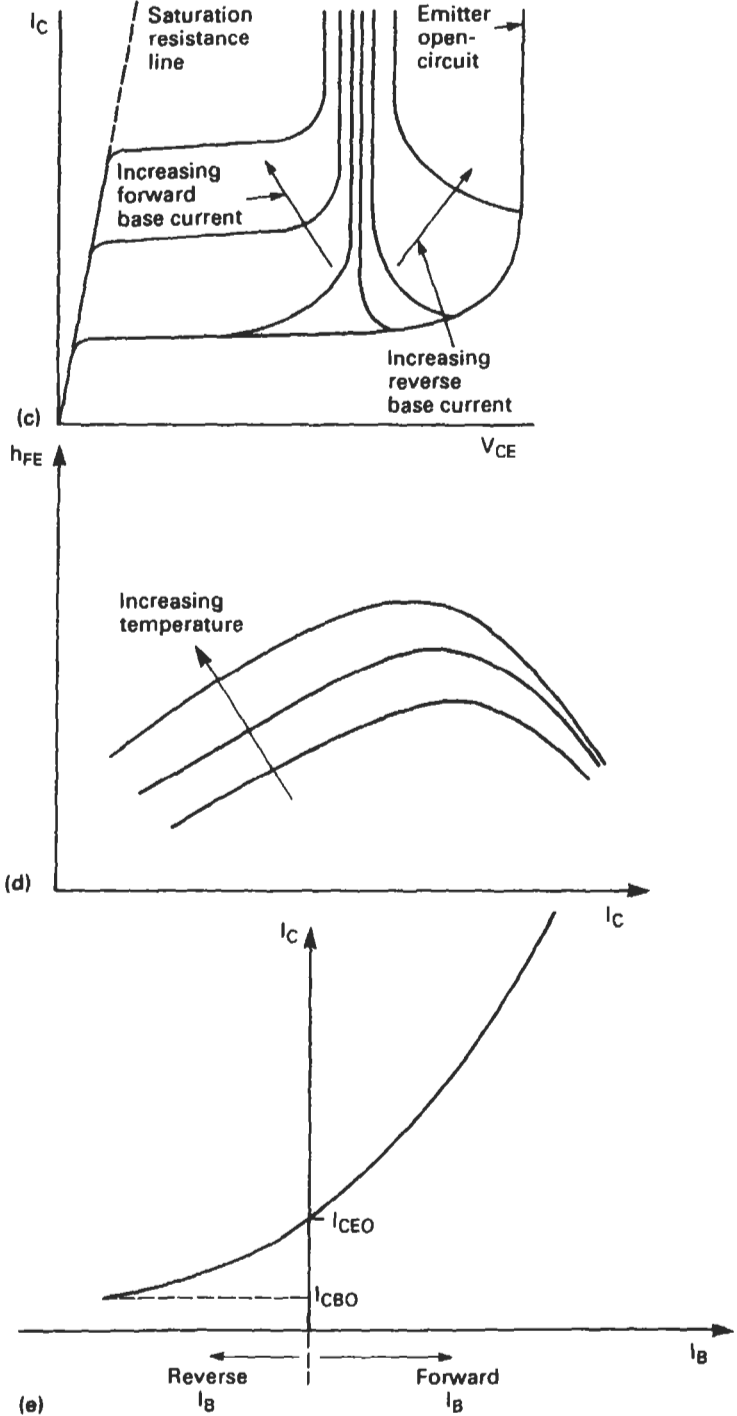 I_C
Saturation
resistance
line
Emitter
open-
circuit
Increasing
forward
base current
Increasing
reverse
base current
(c)
V_CE
h_FE
Increasing
temperature
(d)
I_C
I_C
I_CEO
I_CBO
I_B
Reverse
I_B
Forward
I_B
(e)